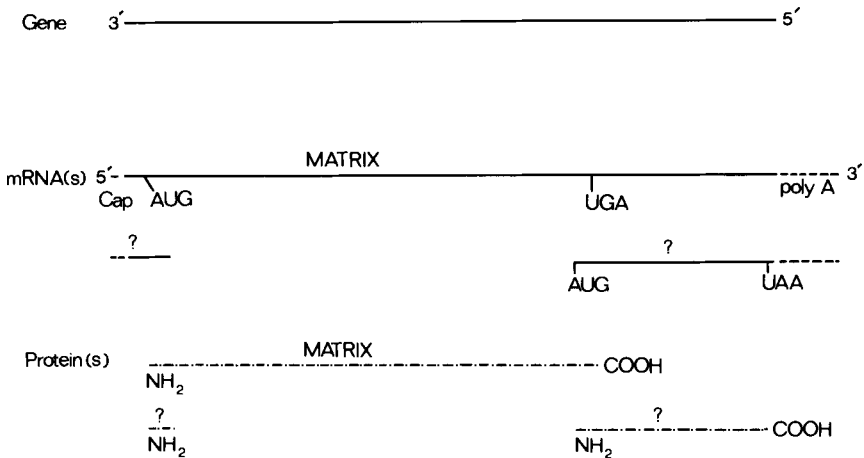 Gene 3′ 5′
MATRIX
mRNA(s) 5′ 3′
Cap AUG UGA poly A
? ?
AUG UAA
Protein(s) MATRIX COOH
NH₂
? ? COOH
NH₂ NH₂